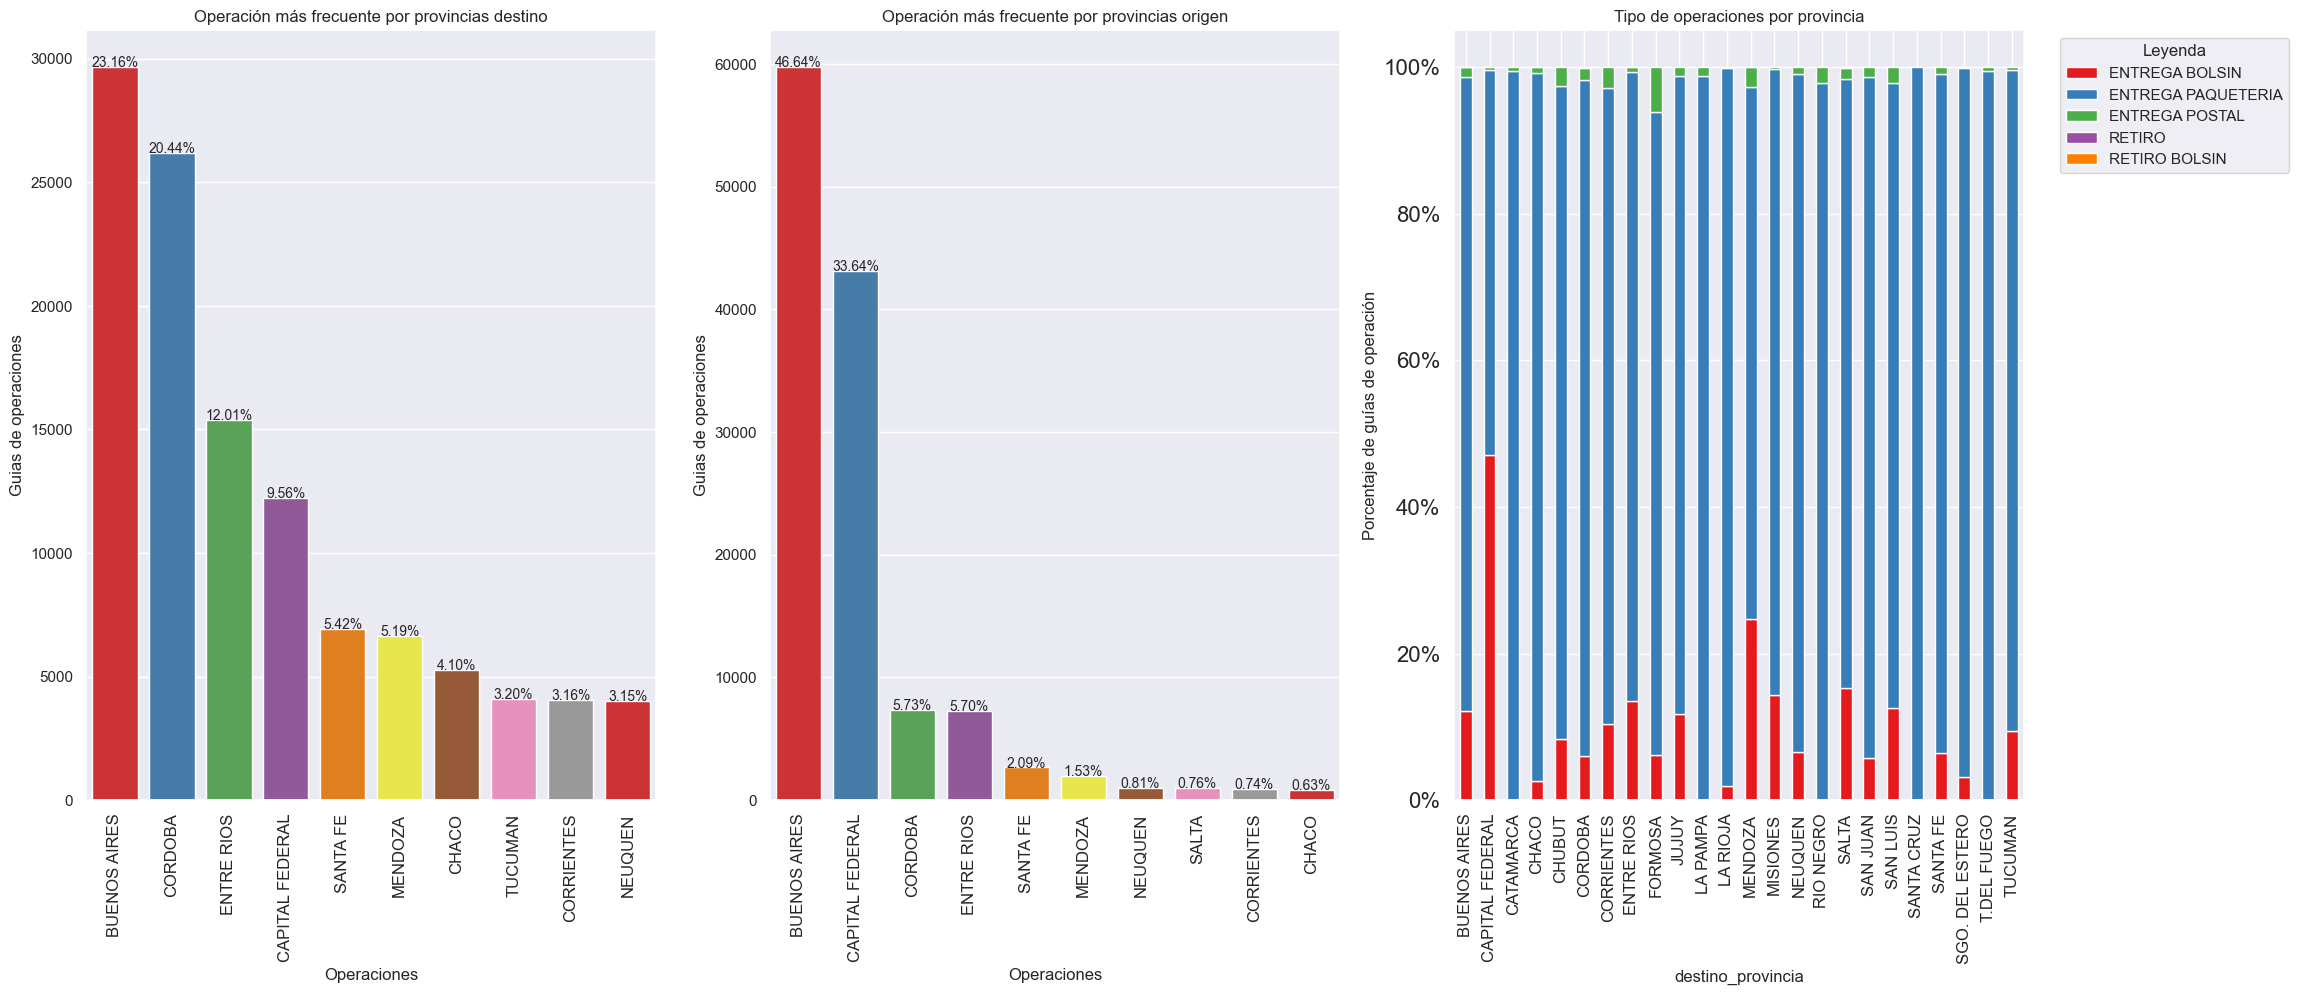 Operación más frecuente por provincias destino
Guias de operaciones
30000
25000
20000
15000
10000
5000
0
23.16%
20.44%
12.01%
9.56%
5.42%
5.19%
4.10%
3.20%
3.16%
3.15%
BUENOS AIRES
CORDOBA
ENTRE RIOS
CAPITAL FEDERAL
SANTA FE
MENDOZA
CHACO
TUCUMAN
CORRIENTES
NEUQUEN
Operaciones
Operación más frecuente por provincias origen
Guias de operaciones
60000
50000
40000
30000
20000
10000
0
46.64%
33.64%
5.73%
5.70%
2.09%
1.53%
0.81%
0.76%
0.74%
0.63%
BUENOS AIRES
CAPITAL FEDERAL
CORDOBA
ENTRE RIOS
SANTA FE
MENDOZA
NEUQUEN
SALTA
CORRIENTES
CHACO
Operaciones
Tipo de operaciones por provincia
Porcentaje de guías de operación
100%
80%
60%
40%
20%
0%
BUENOS AIRES
CAPITAL FEDERAL
CATAMARCA
CHACO
CHUBUT
CORDOBA
CORRIENTES
ENTRE RIOS
FORMOSA
JUJUY
LA PAMPA
LA RIOJA
MENDOZA
MISIONES
NEUQUEN
RIO NEGRO
SALTA
SAN JUAN
SAN LUIS
SANTA CRUZ
SANTA FE
SGO. DEL ESTERO
T.DEL FUEGO
TUCUMAN
destino_provincia
Leyenda
ENTREGA BOLSIN
ENTREGA PAQUETERIA
ENTREGA POSTAL
RETIRO
RETIRO BOLSIN